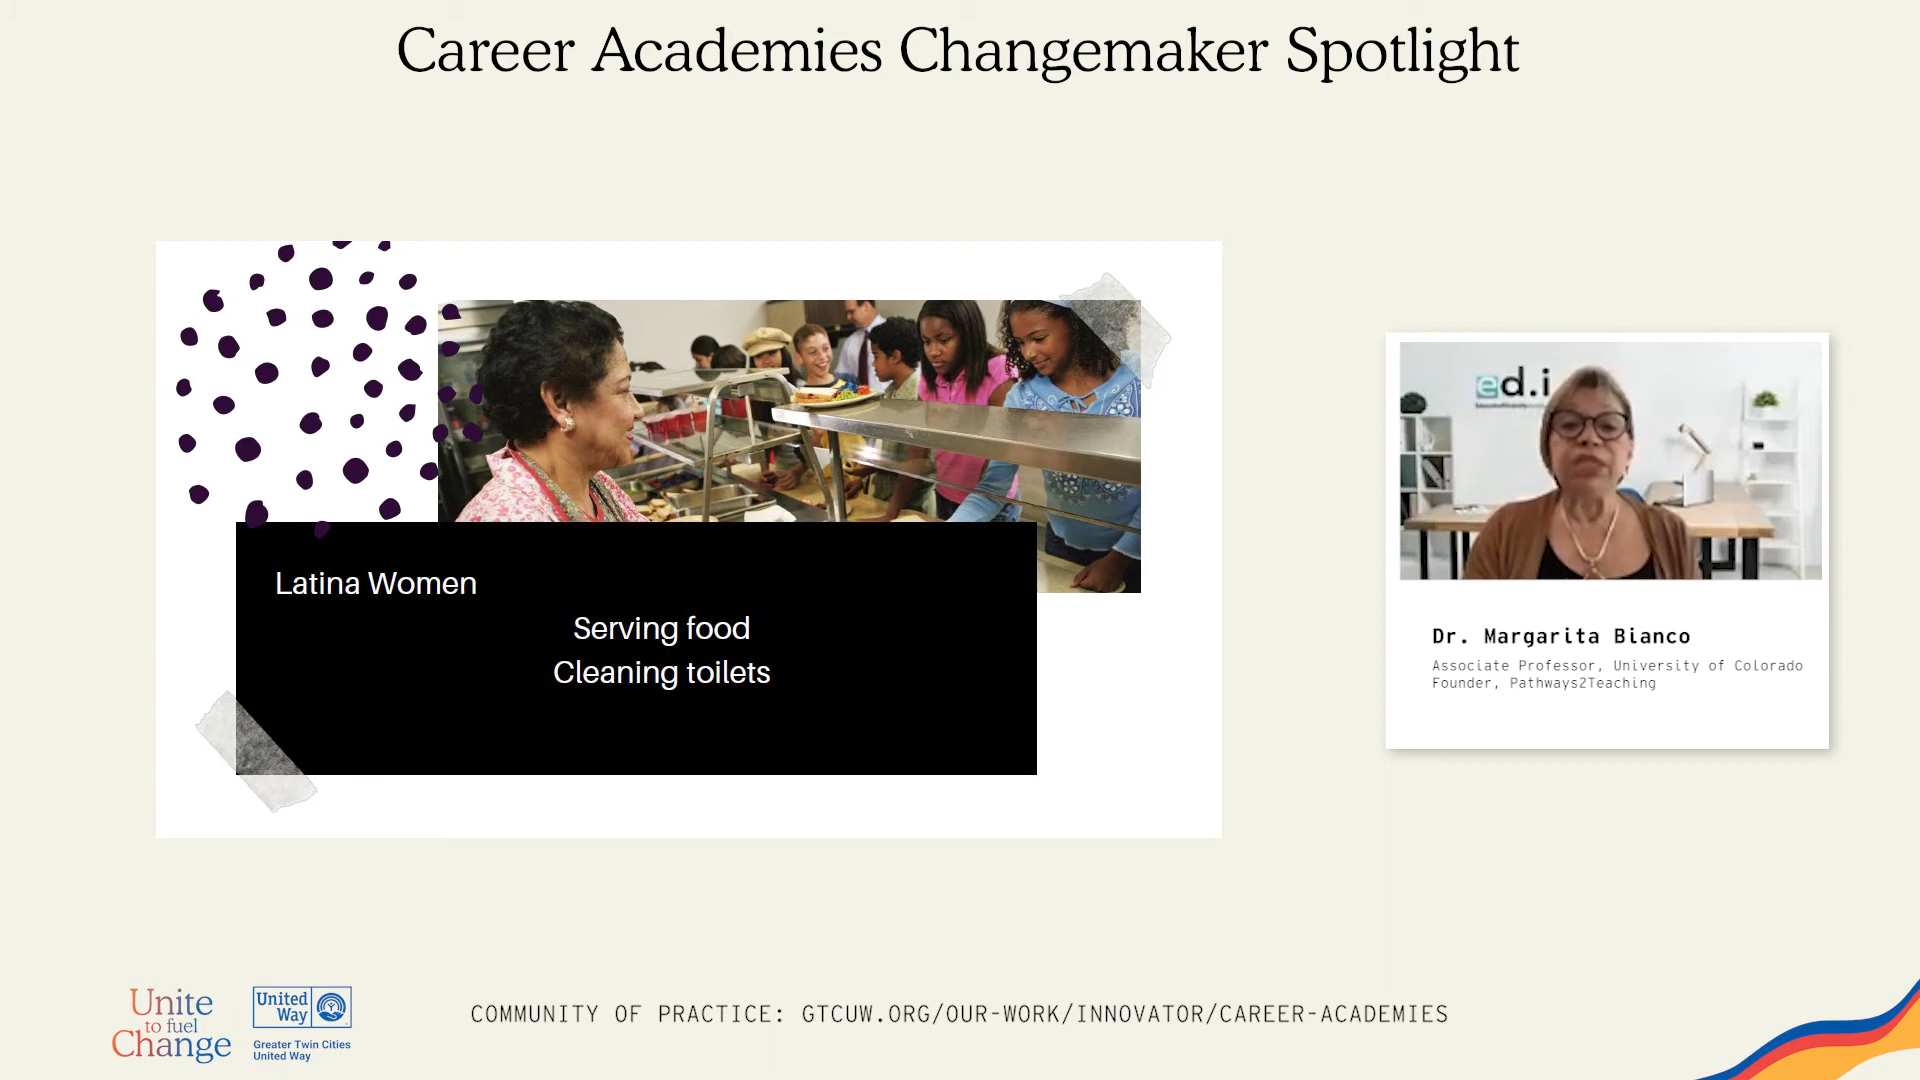 Career Academies Changemaker Spotlight
Latina Women
Serving food
Cleaning toilets
ed.i
Dr. Margarita Bianco
Associate Professor, University of Colorado
Founder, Pathways2Teaching
Unite
to fuel
Change
United
Way
Greater Twin Cities
United Way
COMMUNITY OF PRACTICE: GTCUW.ORG/OUR-WORK/INNOVATOR/CAREER-ACADEMIES